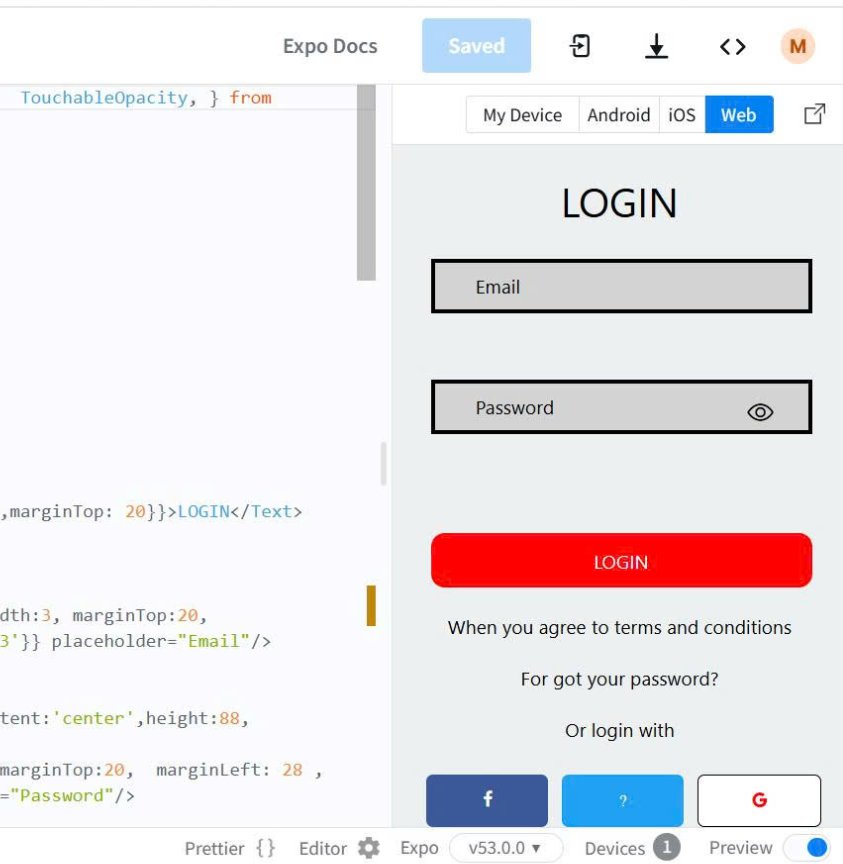 Expo Docs
Saved
M
TouchableOpacity, } from
My Device
Android
iOS
Web
LOGIN
Email
Password
,marginTop: 20}}>LOGIN</Text>
LOGIN
dth:3, marginTop:20,
3'}} placeholder="Email"/>
When you agree to terms and conditions
For got your password?
tent:'center',height:88,
Or login with
marginTop:20, marginLeft: 28 ,
="Password"/>
f
?
G
Prettier {}
Editor
Expo
v53.0.0
Devices 1
Preview